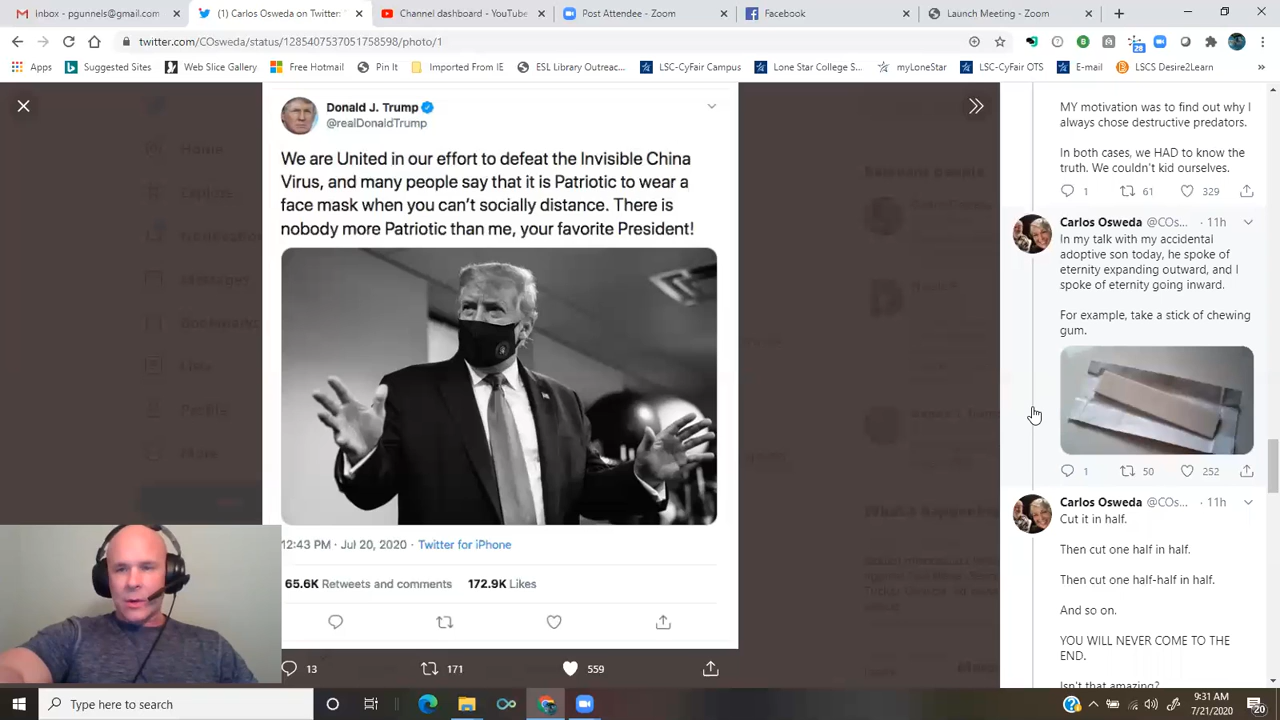 Inbox - pgunnels@gmail.com
(1) Carlos Osweda on Twitter:
Channel dashboard - YouTube
Post Attendee - Zoom
Facebook
Launch Meeting - Zoom
twitter.com/COsweda/status/1285407537051758598/photo/1
28
Apps
Suggested Sites
Web Slice Gallery
Free Hotmail
Pin It
Imported From IE
ESL Library Outreac...
LSC-CyFair Campus
Lone Star College S...
myLoneStar
LSC-CyFair OTS
E-mail
LSCS Desire2Learn
Home
Explore
Profile
Relevant people
Donald J. Trump
@realDonaldTrump
We are United in our effort to defeat the Invisible China
Virus, and many people say that it is Patriotic to wear a
face mask when you can't socially distance. There is
nobody more Patriotic than me, your favorite President!
12:43 PM · Jul 20, 2020 · Twitter for iPhone
65.6K Retweets and comments 172.9K Likes
13
171
559
MY motivation was to find out why I
always chose destructive predators.
In both cases, we HAD to know the
truth. We couldn't kid ourselves.
1 61 329
Carlos Osweda @COs... · 11h
In my talk with my accidental
adoptive son today, he spoke of
eternity expanding outward, and I
spoke of eternity going inward.
For example, take a stick of chewing
gum.
1 50 252
Carlos Osweda @COs... · 11h
Cut it in half.
Then cut one half in half.
Then cut one half-half in half.
And so on.
YOU WILL NEVER COME TO THE
END.
Isn't that amazing?
Type here to search
9:31 AM
7/21/2020
20